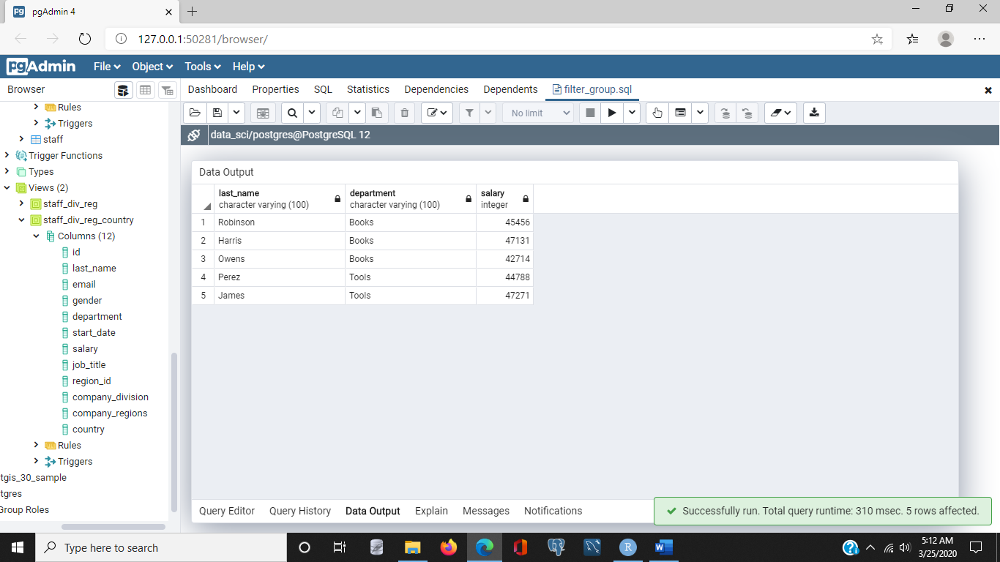 pgAdmin 4
127.0.0.1:50281/browser/
pgAdmin File Object Tools Help
Browser
Dashboard Properties SQL Statistics Dependencies Dependents filter_group.sql
No limit
data_sci/postgres@PostgreSQL 12
Rules
Triggers
staff
Trigger Functions
Types
Views (2)
staff_div_reg
staff_div_reg_country
Columns (12)
id
last_name
email
gender
department
start_date
salary
job_title
region_id
company_division
company_regions
country
Rules
Triggers
tgis_30_sample
tgres
Group Roles
Data Output
last_name department salary
character varying (100) character varying (100) integer
1 Robinson Books 45456
2 Harris Books 47131
3 Owens Books 42714
4 Perez Tools 44788
5 James Tools 47271
Query Editor Query History Data Output Explain Messages Notifications
Successfully run. Total query runtime: 310 msec. 5 rows affected.
Type here to search
5:12 AM
3/25/2020